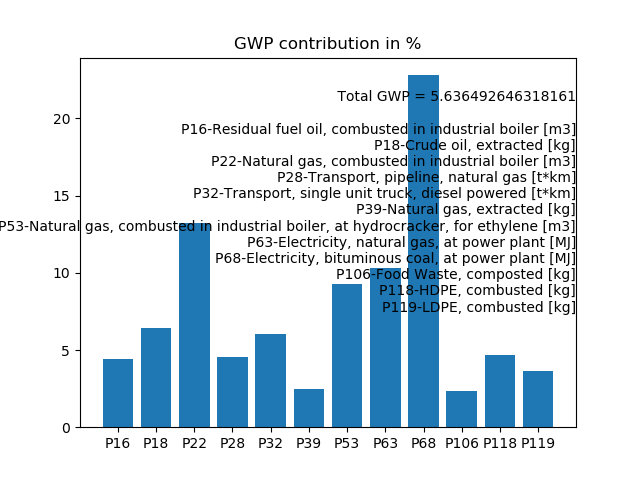 GWP contribution in %
Total GWP = 5.636492646318161
P16-Residual fuel oil, combusted in industrial boiler [m3]
P18-Crude oil, extracted [kg]
P22-Natural gas, combusted in industrial boiler [m3]
P28-Transport, pipeline, natural gas [t*km]
P32-Transport, single unit truck, diesel powered [t*km]
P39-Natural gas, extracted [kg]
P53-Natural gas, combusted in industrial boiler, at hydrocracker, for ethylene [m3]
P63-Electricity, natural gas, at power plant [MJ]
P68-Electricity, bituminous coal, at power plant [MJ]
P106-Food Waste, composted [kg]
P118-HDPE, combusted [kg]
P119-LDPE, combusted [kg]
20
15
10
5
0
P16 P18 P22 P28 P32 P39 P53 P63 P68 P106 P118 P119